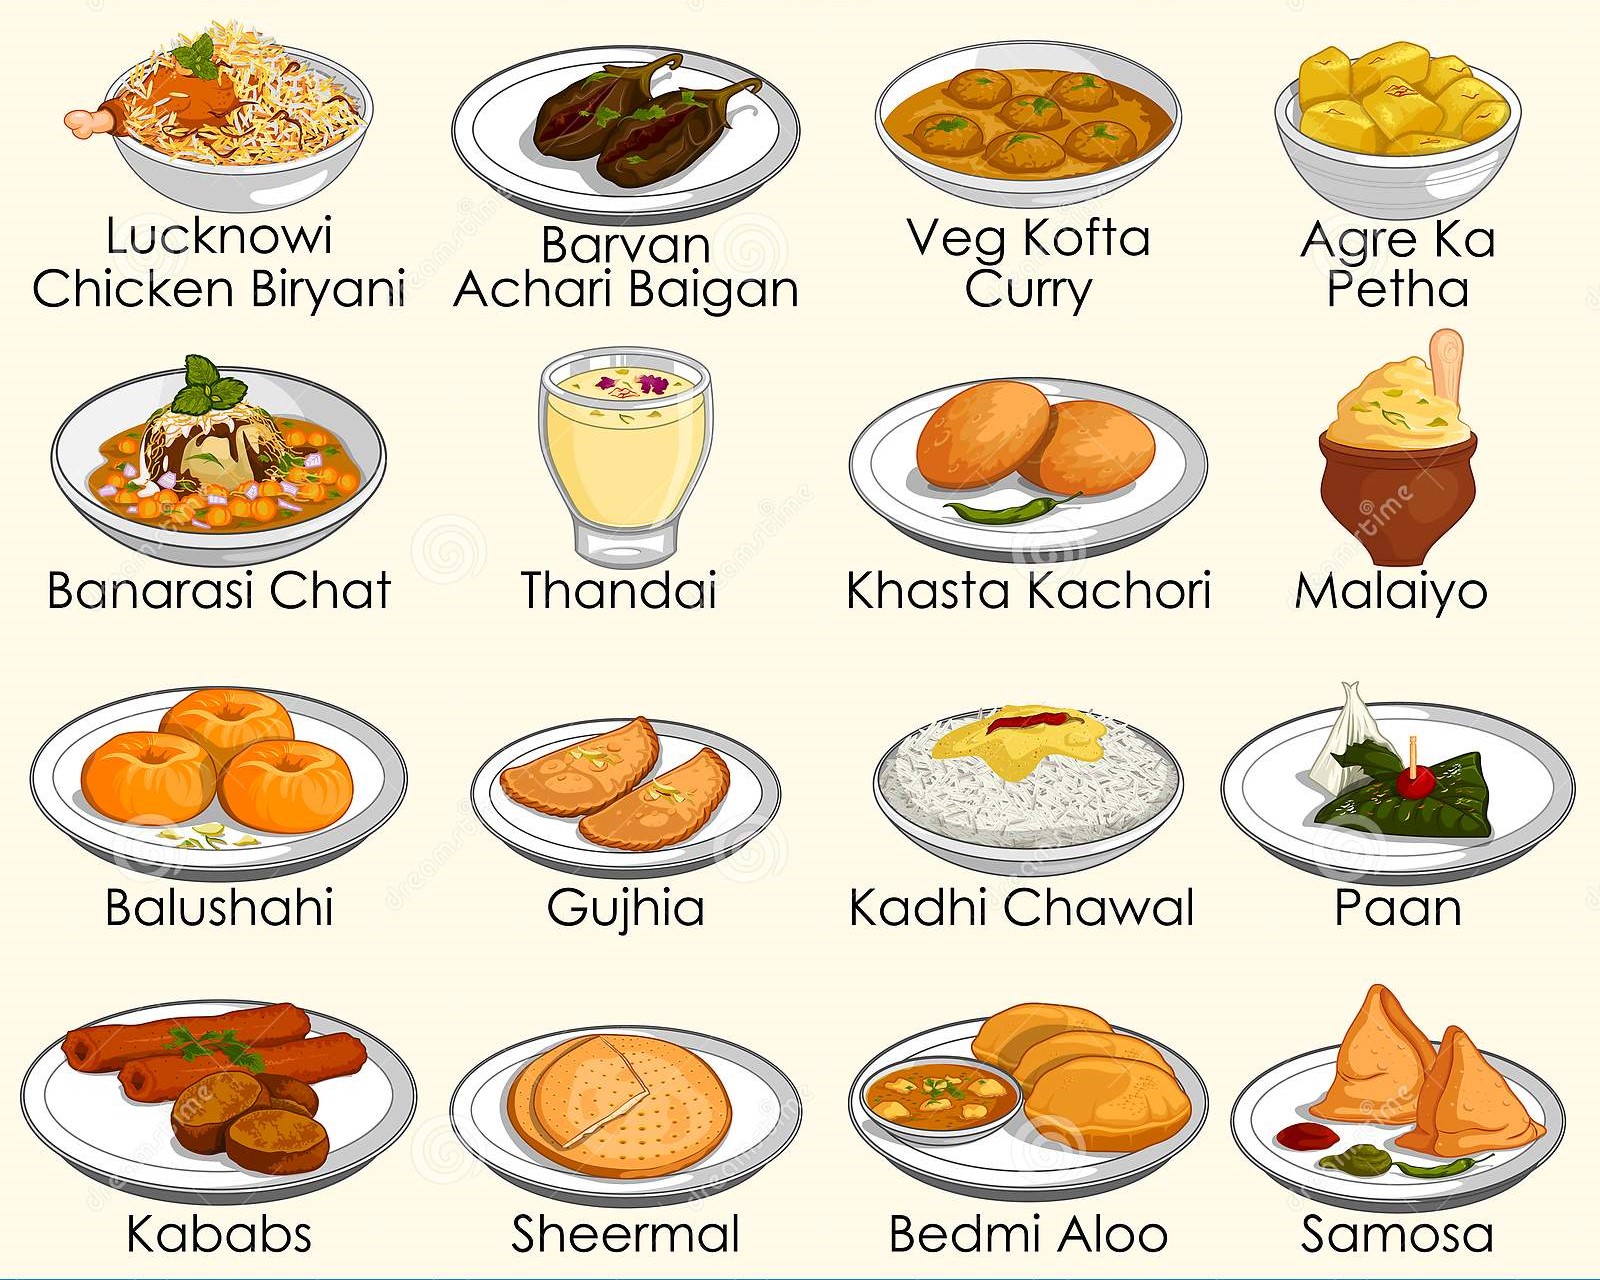 Lucknowi
Chicken Biryani
Barvan
Achari Baigan
Veg Kofta
Curry
Agre Ka
Petha
Banarasi Chat
Thandai
Khasta Kachori
Malaiyo
Balushahi
Gujhia
Kadhi Chawal
Paan
Kababs
Sheermal
Bedmi Aloo
Samosa
dreamstime